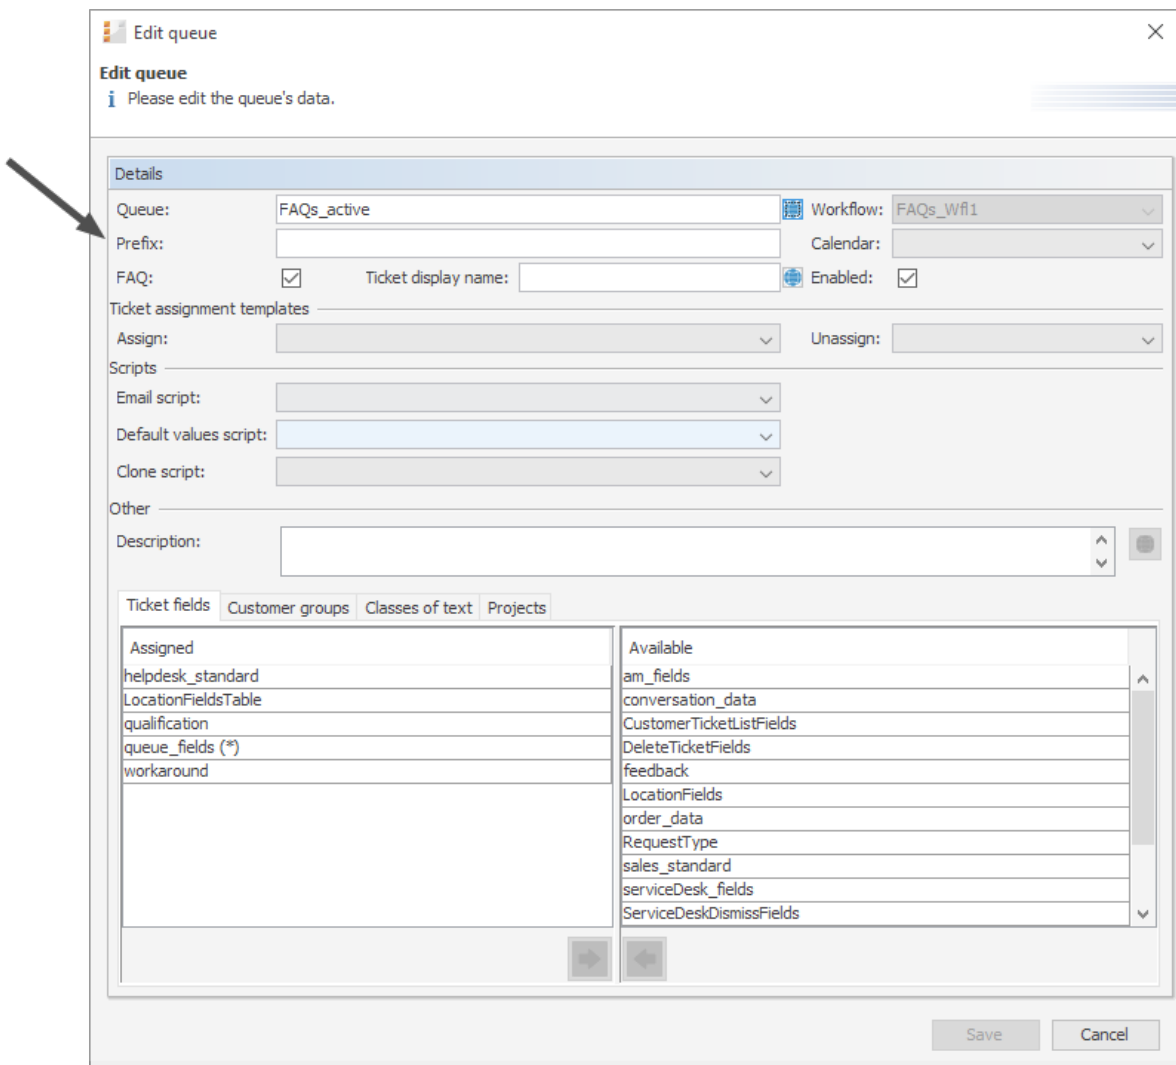 Edit queue
Edit queue
Please edit the queue's data.
Details
Queue: FAQs_active Workflow: FAQs_Wfl1
Prefix: Calendar:
FAQ: Ticket display name: Enabled:
Ticket assignment templates
Assign: Unassign:
Scripts
Email script:
Default values script:
Clone script:
Other
Description:
Ticket fields Customer groups Classes of text Projects
Assigned Available
helpdesk_standard am_fields
LocationFieldsTable conversation_data
qualification CustomerTicketListFields
queue_fields (*) DeleteTicketFields
workaround feedback
LocationFields
order_data
RequestType
sales_standard
serviceDesk_fields
ServiceDeskDismissFields
Save Cancel